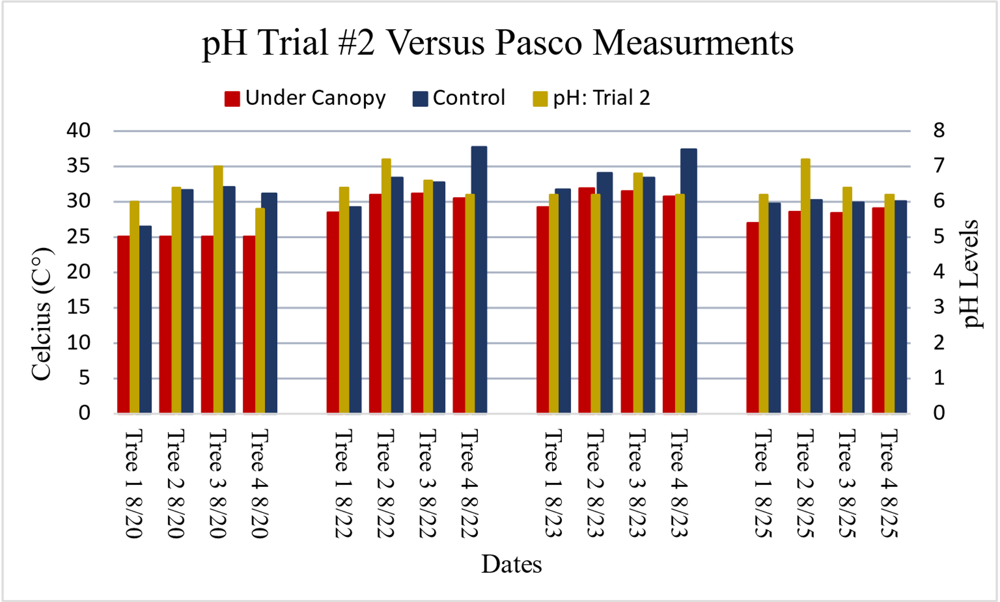 pH Trial #2 Versus Pasco Measurments
Under Canopy Control pH: Trial 2
40
35
30
25
20
15
10
5
0
Celcius (C°)
8
7
6
5
4
3
2
1
0
pH Levels
Tree 1 8/20
Tree 2 8/20
Tree 3 8/20
Tree 4 8/20
Tree 1 8/22
Tree 2 8/22
Tree 3 8/22
Tree 4 8/22
Tree 1 8/23
Tree 2 8/23
Tree 3 8/23
Tree 4 8/23
Tree 1 8/25
Tree 2 8/25
Tree 3 8/25
Tree 4 8/25
Dates